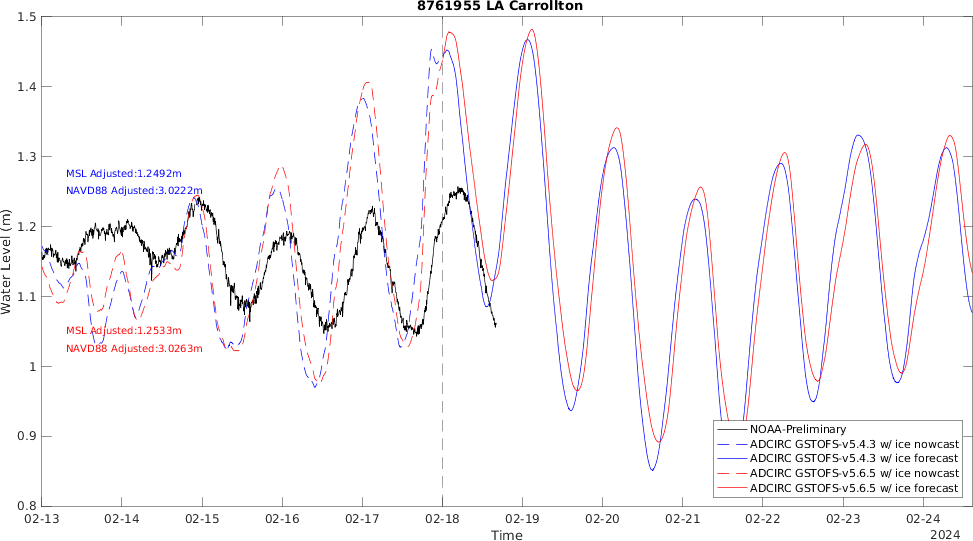 8761955 LA Carrollton
1.5
1.4
1.3
1.2
1.1
1
0.9
0.8
Water Level (m)
MSL Adjusted:1.2492m
NAVD88 Adjusted:3.0222m
MSL Adjusted:1.2533m
NAVD88 Adjusted:3.0263m
NOAA-Preliminary
ADCIRC GSTOFS-v5.4.3 w/ ice nowcast
ADCIRC GSTOFS-v5.4.3 w/ ice forecast
ADCIRC GSTOFS-v5.6.5 w/ ice nowcast
ADCIRC GSTOFS-v5.6.5 w/ ice forecast
02-13 02-14 02-15 02-16 02-17 02-18 02-19 02-20 02-21 02-22 02-23 02-24
Time
2024